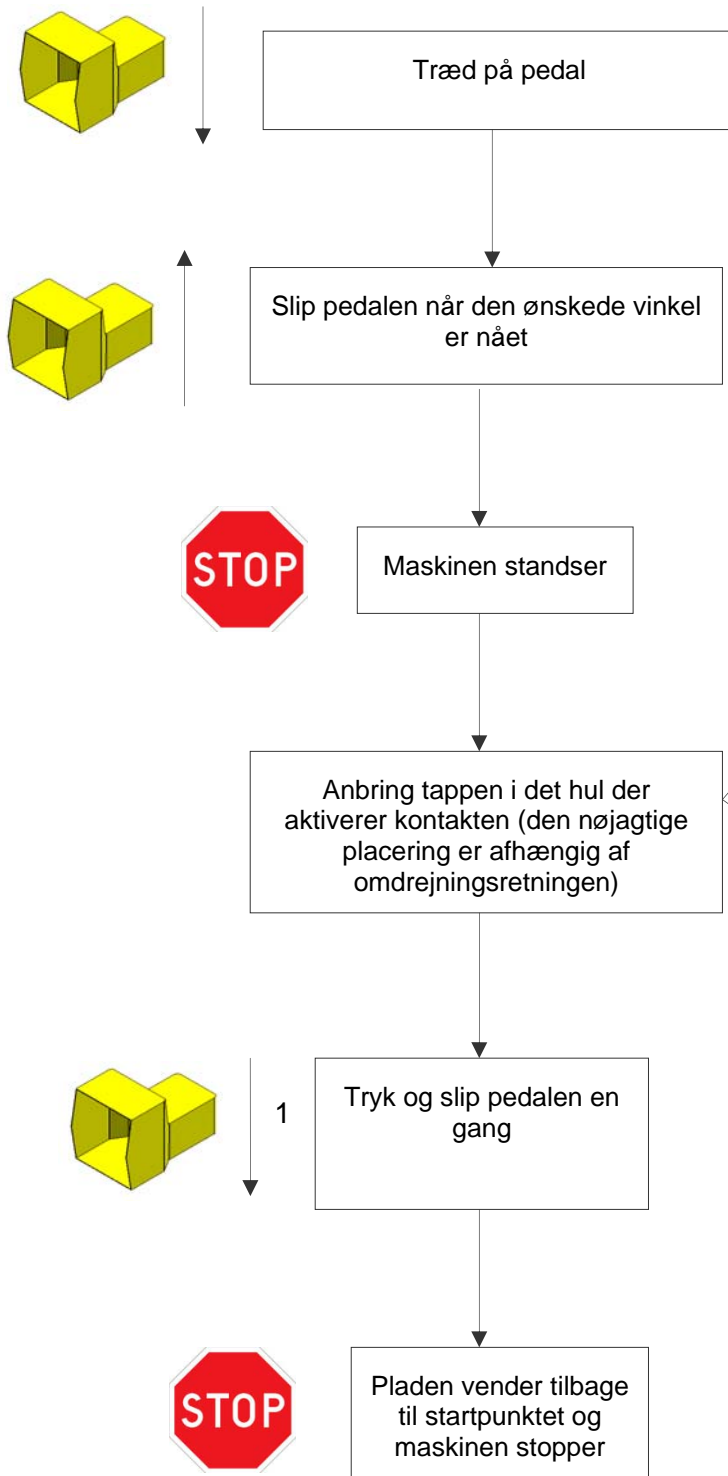 Træd på pedal
Slip pedalen når den ønskede vinkel
er nået
STOP
Maskinen standser
Anbring tappen i det hul der
aktiverer kontakten (den nøjagtige
placering er afhængig af
omdrejningsretningen)
1
Tryk og slip pedalen en
gang
STOP
Pladen vender tilbage
til startpunktet og
maskinen stopper